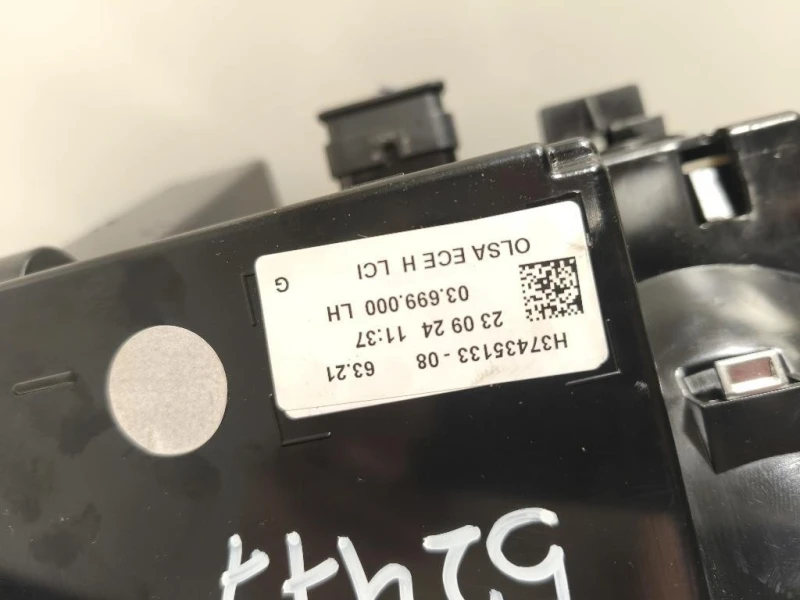 H37435133 - 08 63.21
23 09 24 11:37
03.699.000 LH
OLSA ECE H LCI G